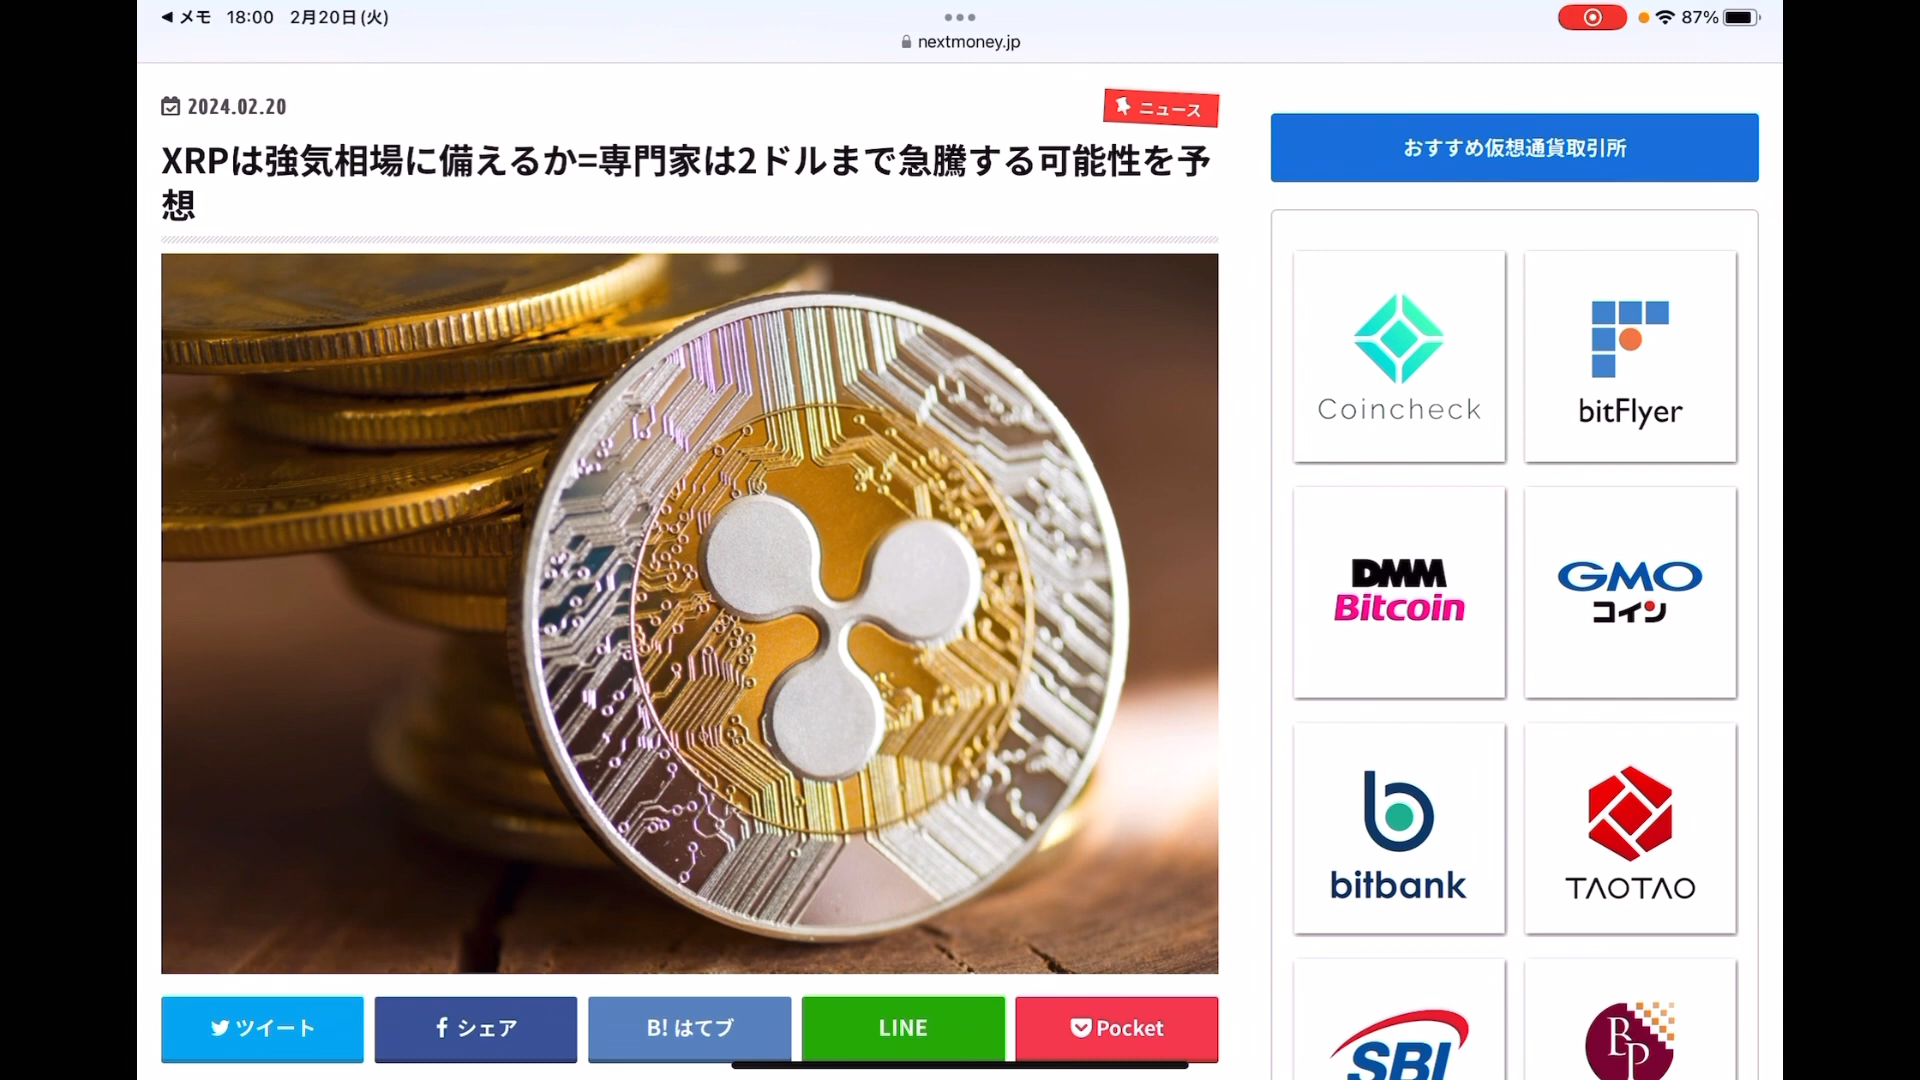 メモ 18:00 2月20日(火)
87%
nextmoney.jp
2024.02.20
ニュース
XRPは強気相場に備えるか=専門家は2ドルまで急騰する可能性を予
想
おすすめ仮想通貨取引所
Coincheck
bitFlyer
DMM
Bitcoin
GMO
コイン
bitbank
TAOTAO
SBI
BP
ツイート
シェア
B! はてブ
LINE
Pocket